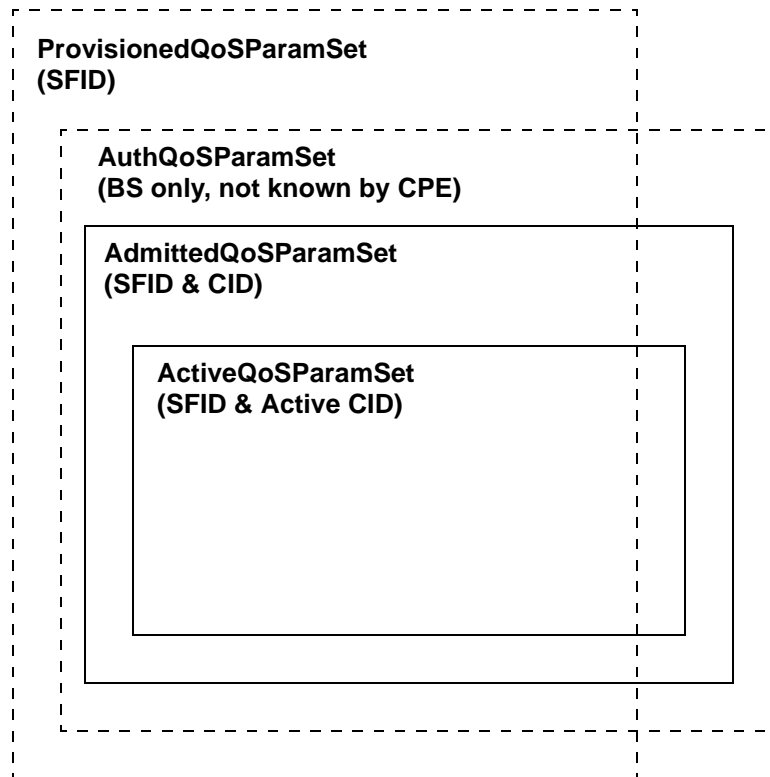 ProvisionedQoSParamSet
(SFID)
AuthQoSParamSet
(BS only, not known by CPE)
AdmittedQoSParamSet
(SFID & CID)
ActiveQoSParamSet
(SFID & Active CID)